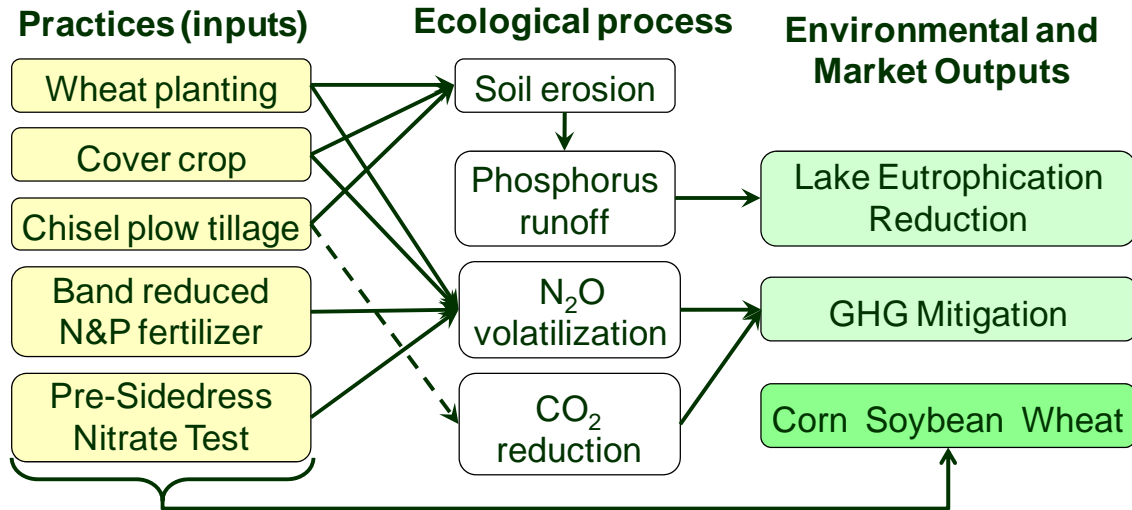 Practices (inputs)
Ecological process
Environmental and
Market Outputs
Wheat planting
Cover crop
Chisel plow tillage
Band reduced
N&P fertilizer
Pre-Sidedress
Nitrate Test
Soil erosion
Phosphorus
runoff
N₂O
volatilization
CO₂
reduction
Lake Eutrophication
Reduction
GHG Mitigation
Corn Soybean Wheat